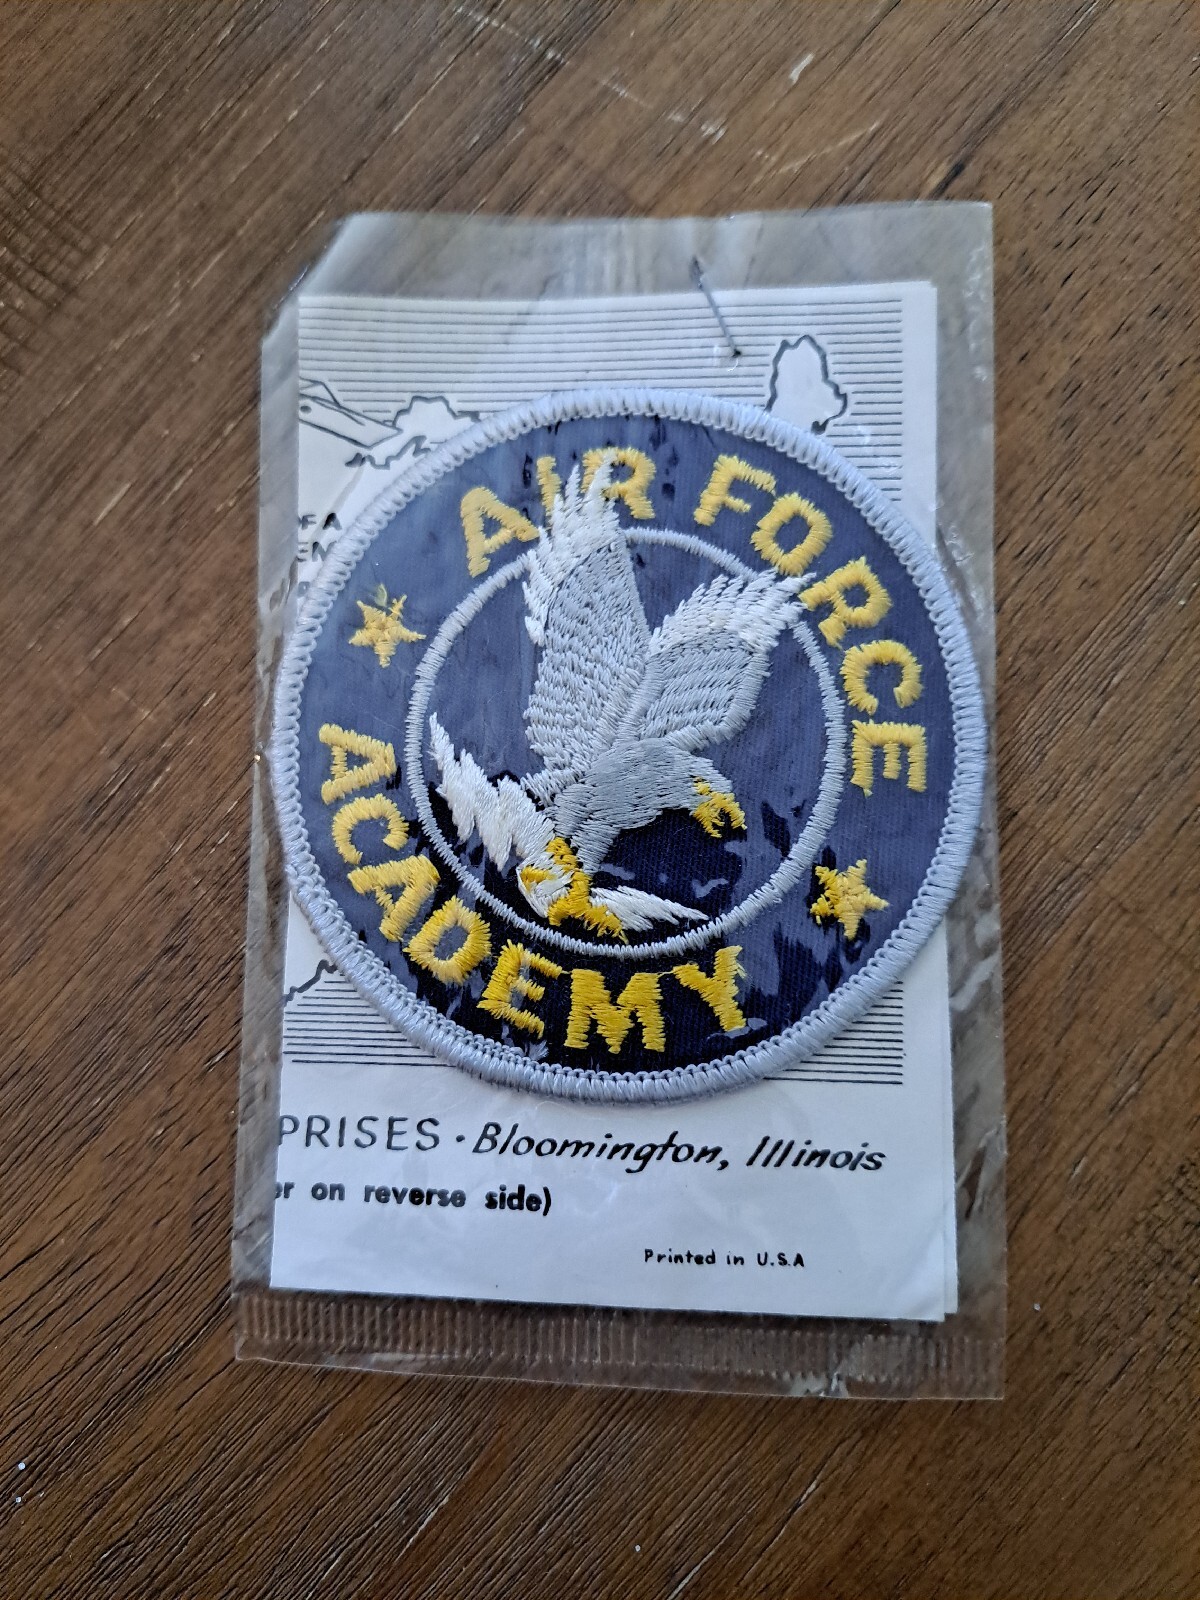 AIR FORCE
ACADEMY
PRISES · Bloomington, Illinois
on reverse side)
Printed in U.S.A